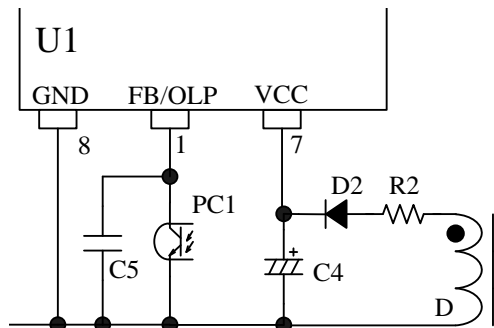 U1
GND FB/OLP VCC
8 1 7
D2 R2
PC1
+
C5 C4
D